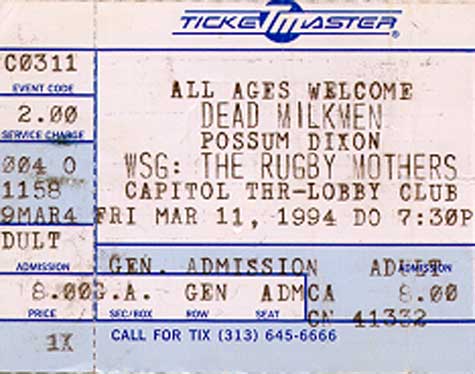 TICKETMASTER®
C0311
EVENT CODE
2.00
SERVICE CHARGE
004 0
1158
9MAR4
DULT
ADMISSION
8.00
PRICE
1X
ALL AGES WELCOME
DEAD MILKMEN
POSSUM DIXON
WSG: THE RUGBY MOTHERS
CAPITOL THR-LOBBY CLUB
FRI MAR 11, 1994 DO 7:30P
GEN. ADMISSION ADULT
ADMISSION
G.A. GEN ADM CA 8.00
SEC/BOX ROW SEAT
CN 41332
CALL FOR TIX (313) 645-6666